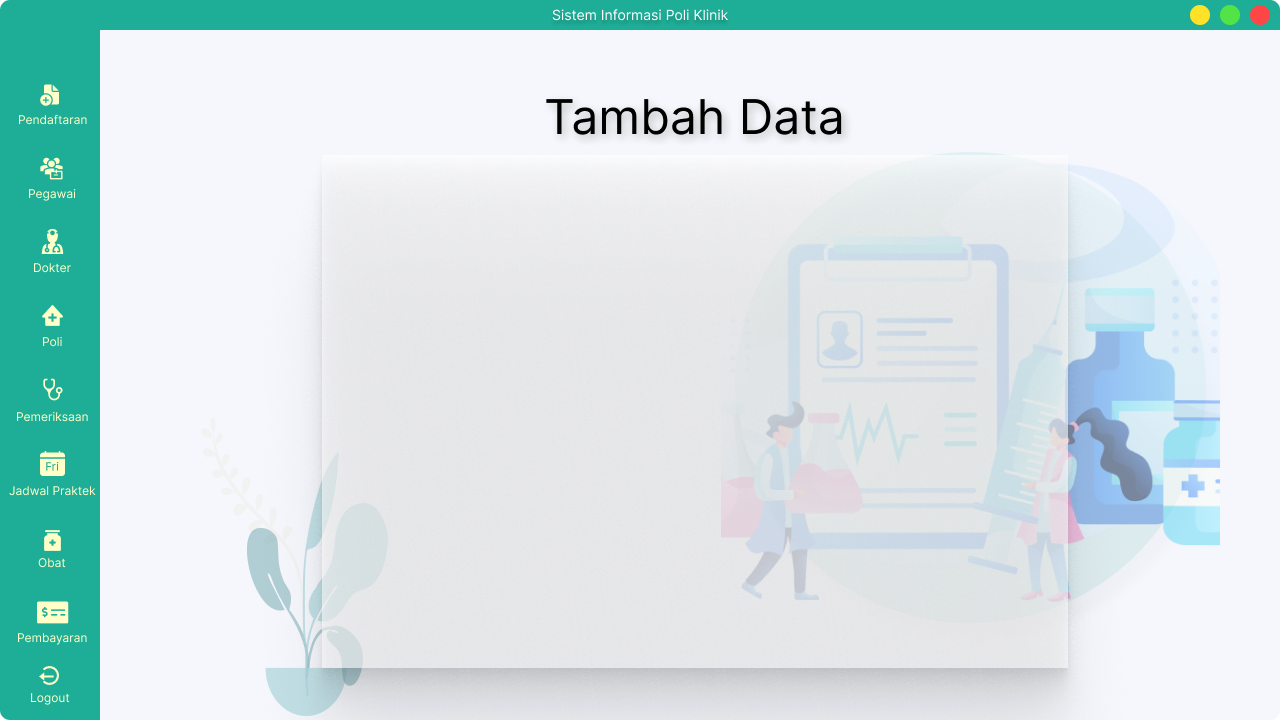 Sistem Informasi Poli Klinik
Tambah Data
Pendaftaran
Pegawai
Dokter
Poli
Pemeriksaan
Fri
Jadwal Praktek
Obat
$
Pembayaran
Logout